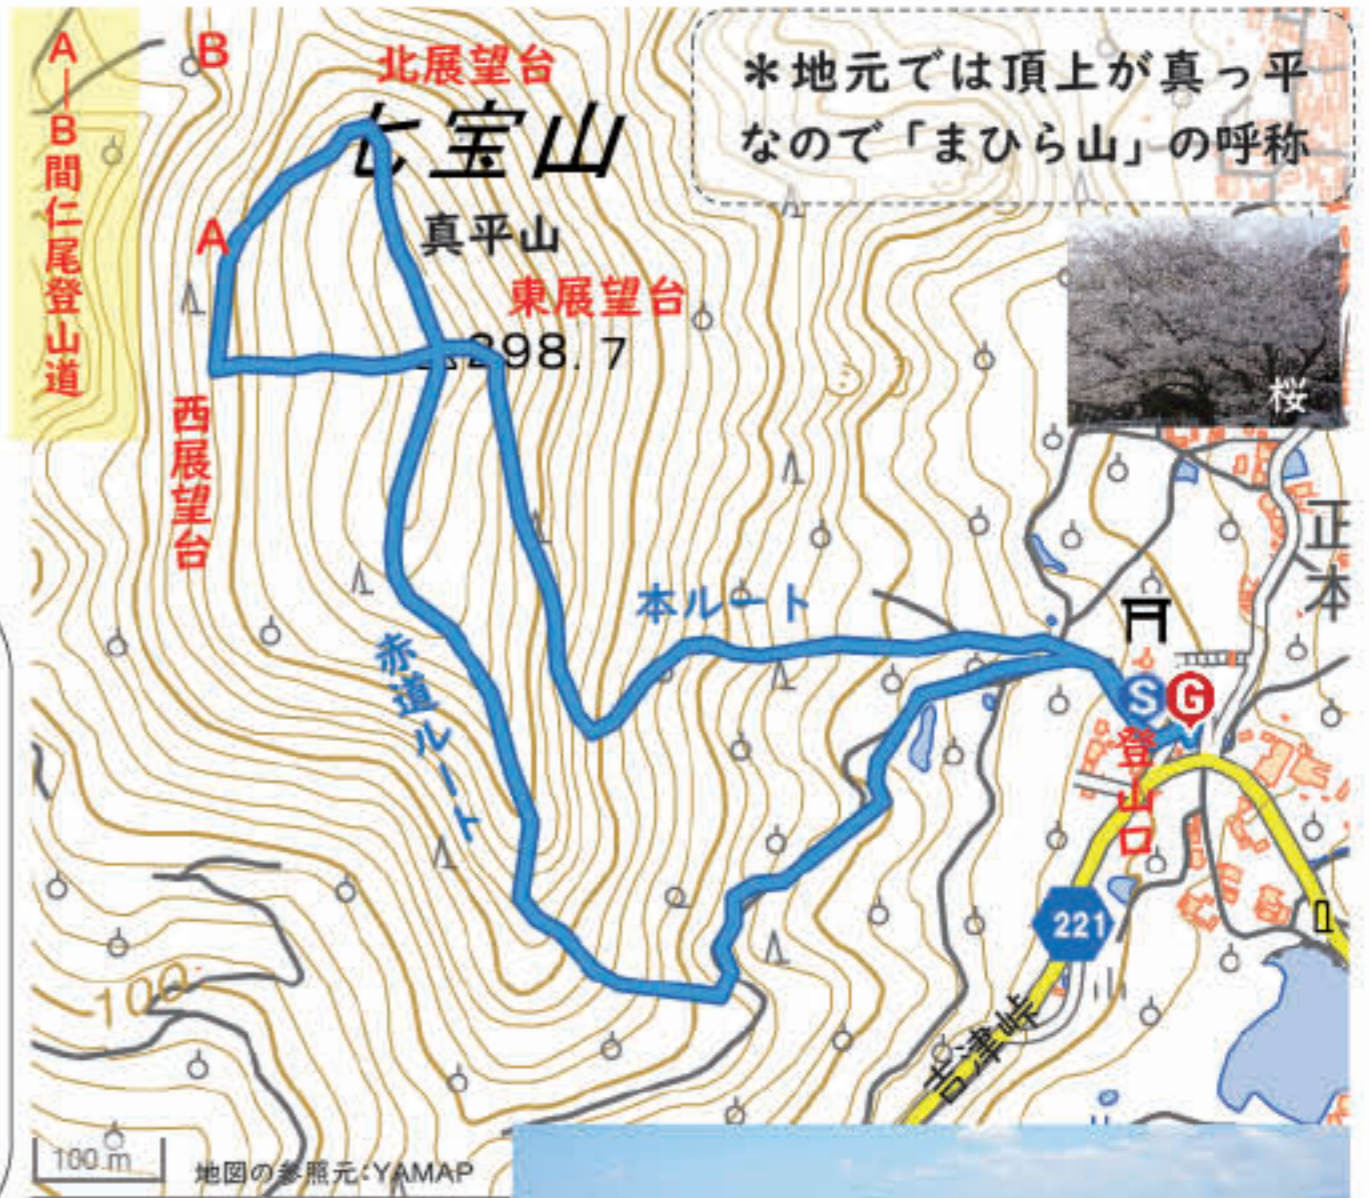 A―B間仁尾登山道
B
北展望台
七宝山
*地元では頂上が真っ平
なので「まひら山」の呼称
A
真平山
東展望台
298.7
桜
西展望台
正本
本ルート
赤道ルート
S
G
登山口
221
吉津峠
100
100m
地図の参照元:YAMAP